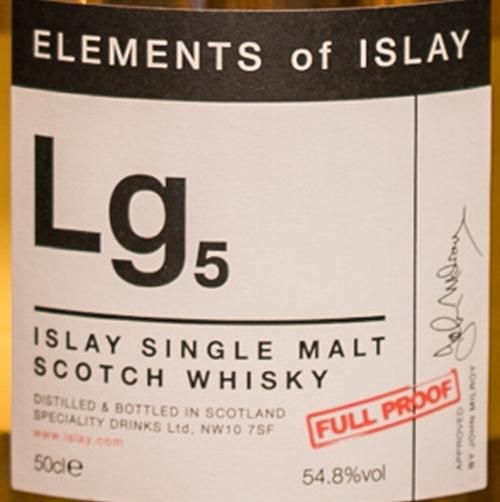 ELEMENTS of ISLAY
Lg5
ISLAY SINGLE MALT
SCOTCH WHISKY
DISTILLED & BOTTLED IN SCOTLAND
SPECIALITY DRINKS Ltd, NW10 7SF
www.islay.com
50cl℮
54.8%vol
FULL PROOF
APPROVED
BY JOHN